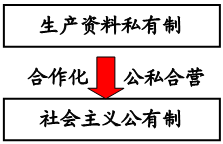 生产资料私有制
合作化 公私合营
社会主义公有制